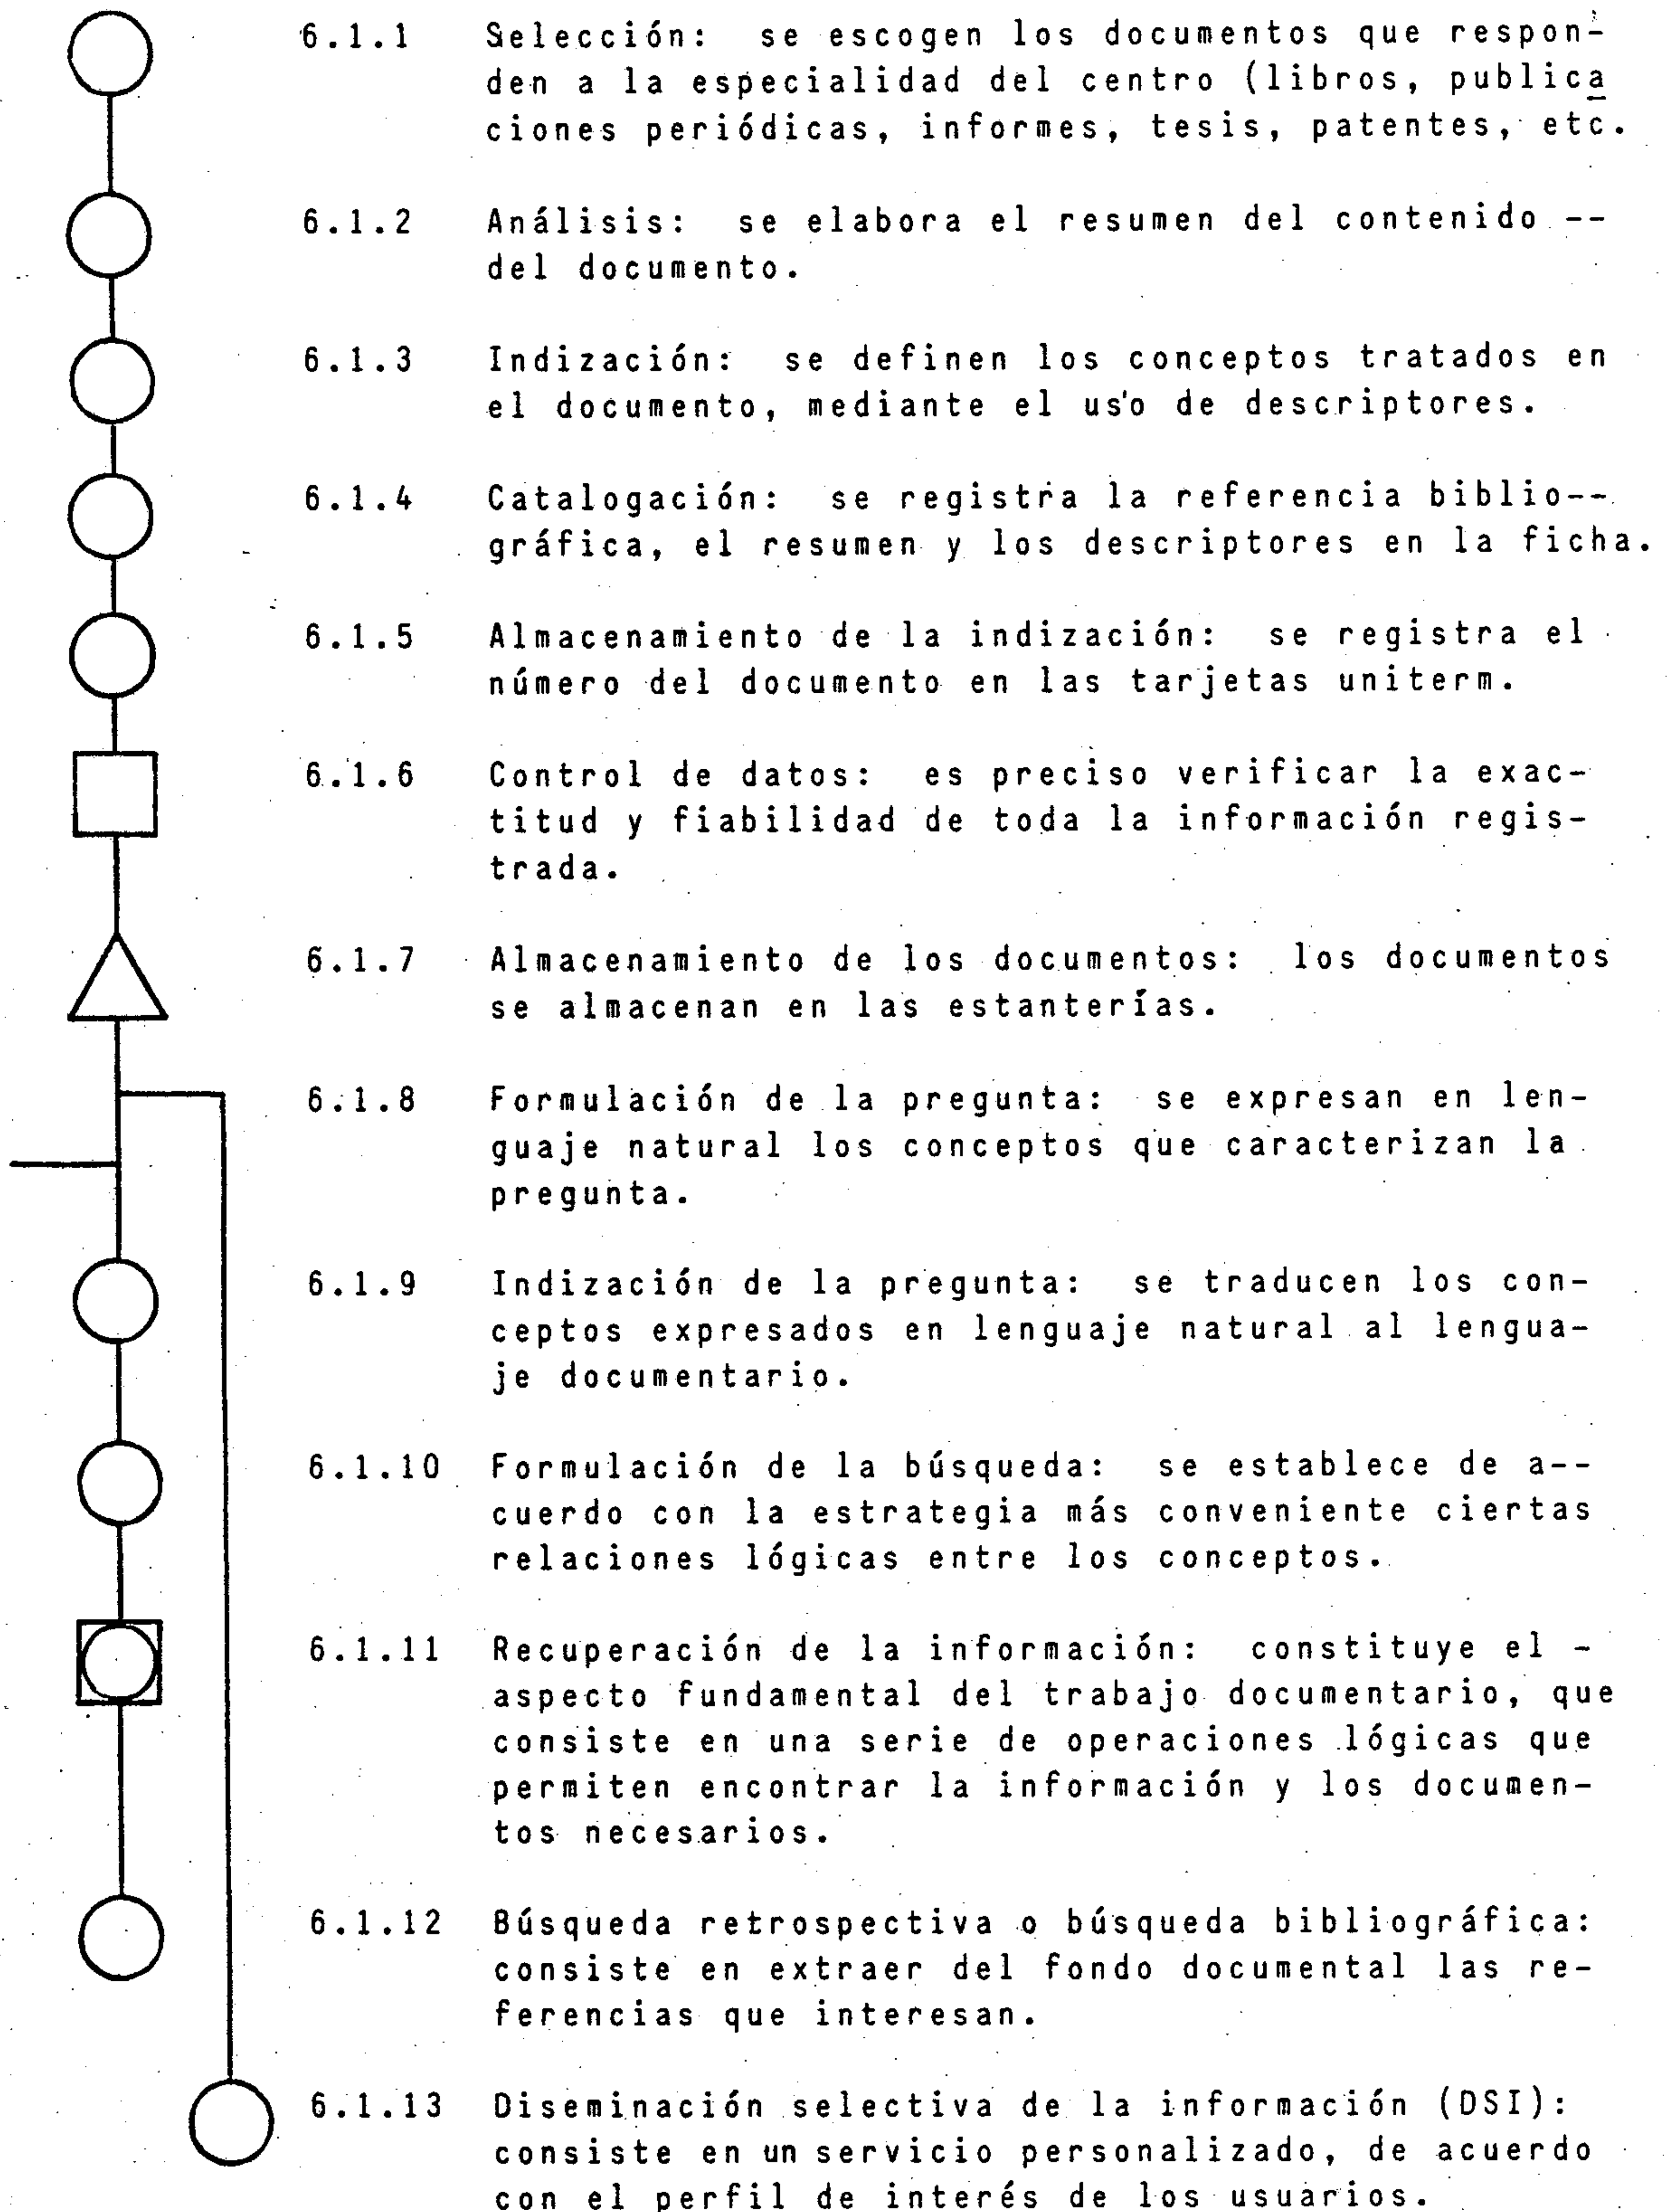 6.1.1 Selección: se escogen los documentos que respon-
den a la especialidad del centro (libros, publica
ciones periódicas, informes, tesis, patentes, etc.
6.1.2 Análisis: se elabora el resumen del contenido --
del documento.
6.1.3 Indización: se definen los conceptos tratados en
el documento, mediante el uso de descriptores.
6.1.4 Catalogación: se registra la referencia biblio--
gráfica, el resumen y los descriptores en la ficha.
6.1.5 Almacenamiento de la indización: se registra el
número del documento en las tarjetas uniterm.
6.1.6 Control de datos: es preciso verificar la exac-
titud y fiabilidad de toda la información regis-
trada.
6.1.7 Almacenamiento de los documentos: los documentos
se almacenan en las estanterías.
6.1.8 Formulación de la pregunta: se expresan en len-
guaje natural los conceptos que caracterizan la
pregunta.
6.1.9 Indización de la pregunta: se traducen los con-
ceptos expresados en lenguaje natural al lengua-
je documentario.
6.1.10 Formulación de la búsqueda: se establece de a--
cuerdo con la estrategia más conveniente ciertas
relaciones lógicas entre los conceptos.
6.1.11 Recuperación de la información: constituye el -
aspecto fundamental del trabajo documentario, que
consiste en una serie de operaciones lógicas que
permiten encontrar la información y los documen-
tos necesarios.
6.1.12 Búsqueda retrospectiva o búsqueda bibliográfica:
consiste en extraer del fondo documental las re-
ferencias que interesan.
6.1.13 Diseminación selectiva de la información (DSI):
consiste en un servicio personalizado, de acuerdo
con el perfil de interés de los usuarios.